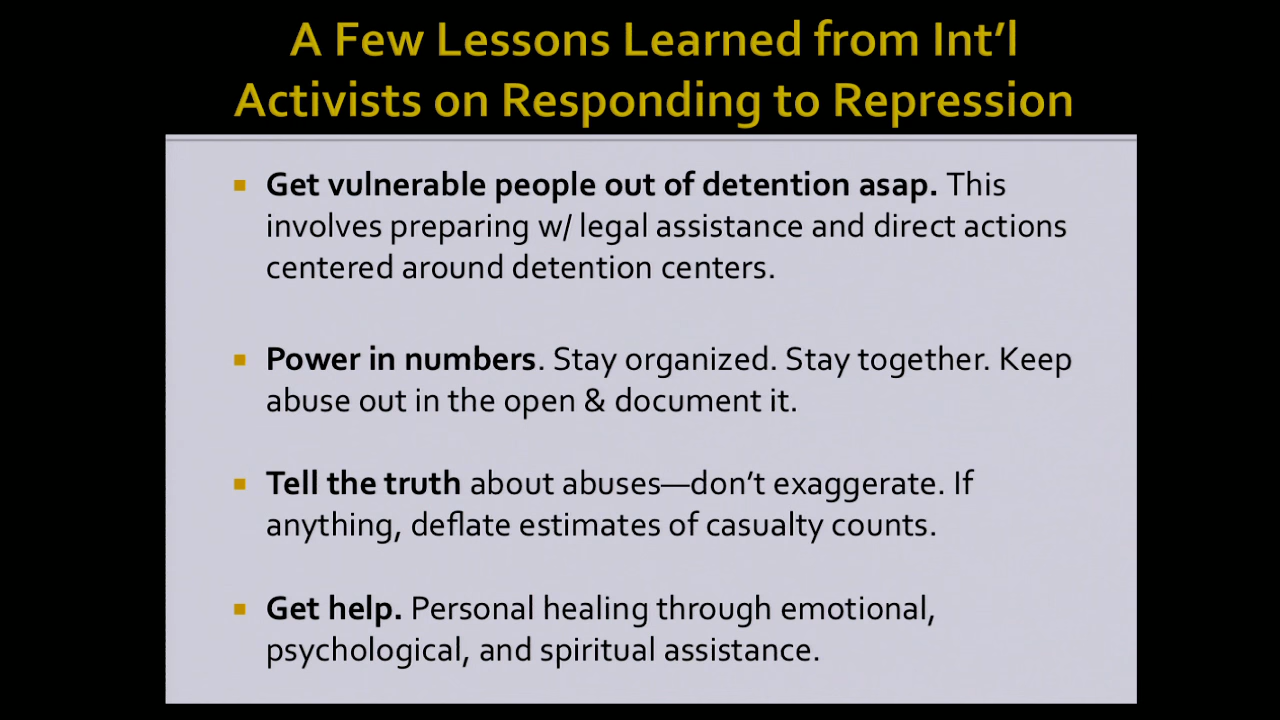 A Few Lessons Learned from Int’l
Activists on Responding to Repression
Get vulnerable people out of detention asap. This
involves preparing w/ legal assistance and direct actions
centered around detention centers.
Power in numbers. Stay organized. Stay together. Keep
abuse out in the open & document it.
Tell the truth about abuses—don’t exaggerate. If
anything, deflate estimates of casualty counts.
Get help. Personal healing through emotional,
psychological, and spiritual assistance.